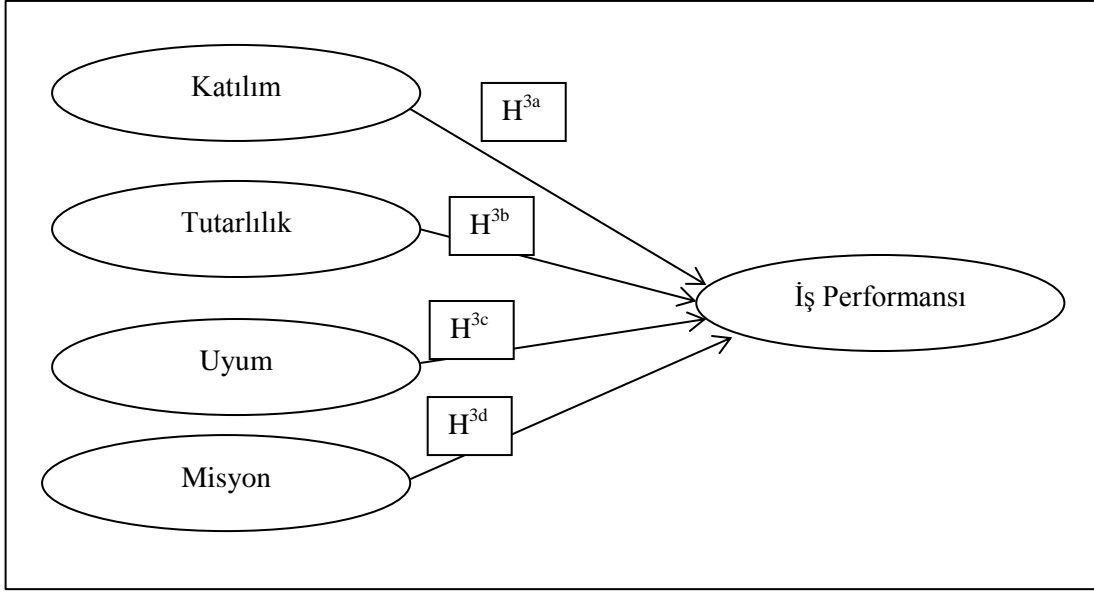 Katılım
H3a
Tutarlılık
H3b
İş Performansı
Uyum
H3c
Misyon
H3d